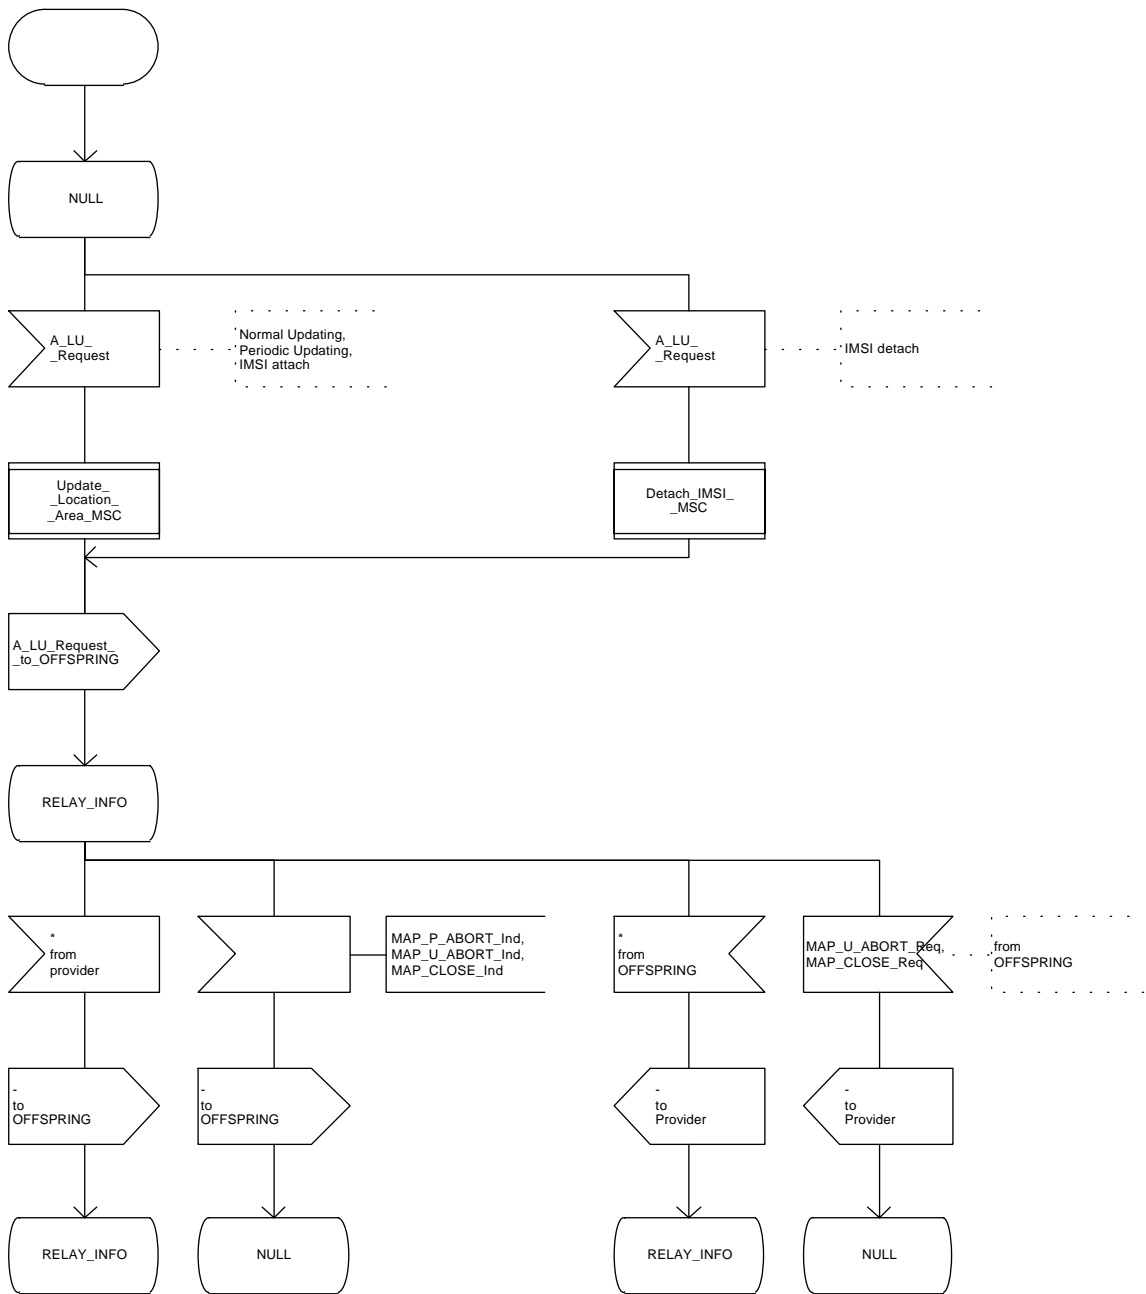 NULL
A_LU_
_Request
Normal Updating,
Periodic Updating,
IMSI attach
A_LU_
_Request
IMSI detach
Update_
_Location_
_Area_MSC
Detach_IMSI_
_MSC
A_LU_Request_
_to_OFFSPRING
RELAY_INFO
*
from
provider
MAP_P_ABORT_Ind,
MAP_U_ABORT_Ind,
MAP_CLOSE_Ind
*
from
OFFSPRING
MAP_U_ABORT_Req,
MAP_CLOSE_Req
from
OFFSPRING
-
to
OFFSPRING
-
to
OFFSPRING
-
to
Provider
-
to
Provider
RELAY_INFO
NULL
RELAY_INFO
NULL